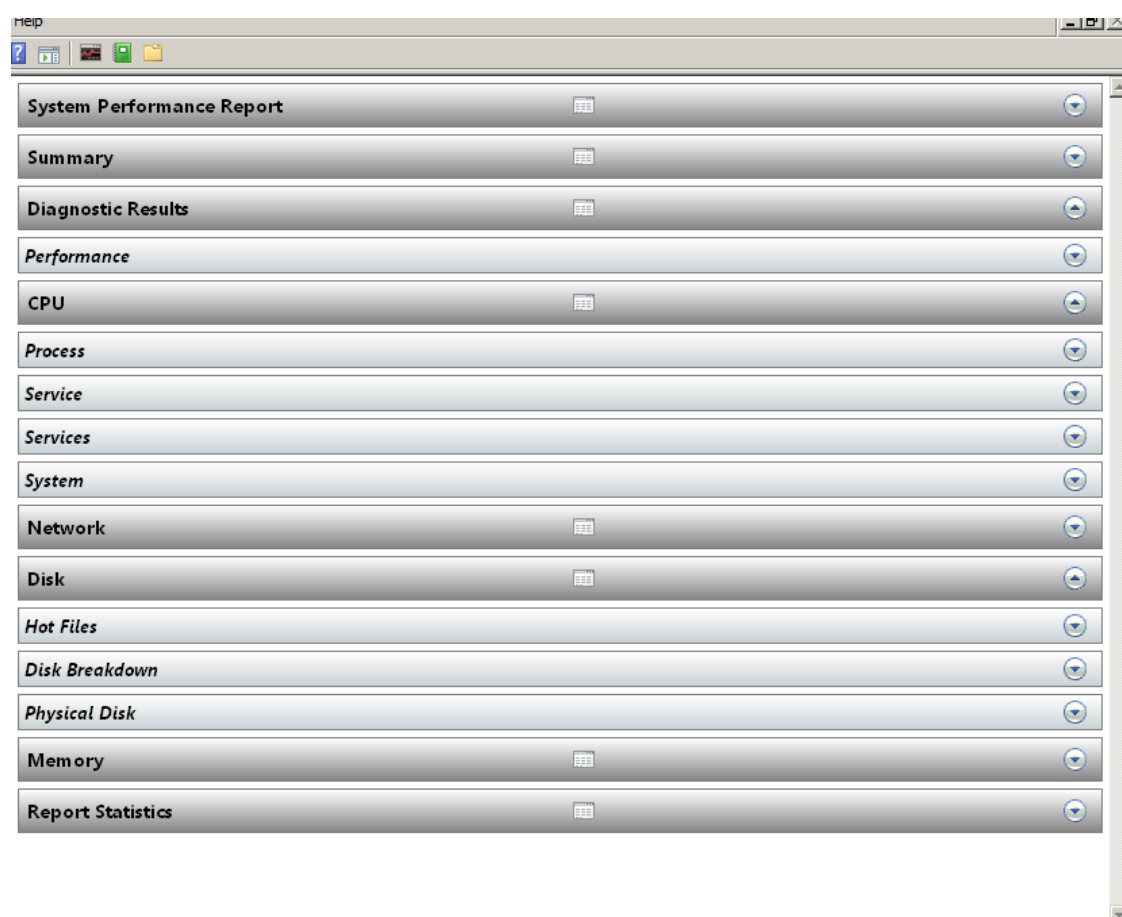 Help
System Performance Report
Summary
Diagnostic Results
Performance
CPU
Process
Service
Services
System
Network
Disk
Hot Files
Disk Breakdown
Physical Disk
Memory
Report Statistics